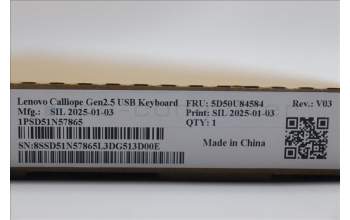 Lenovo Calliope Gen2.5 USB Keyboard FRU: 5D50U84584 Rev.: V03
Mfg.: SIL 2025-01-03 Print: SIL 2025-01-03
1PSD51N57865 QTY: 1
Made in China
SN:8SSD51N57865L3DG513D00E